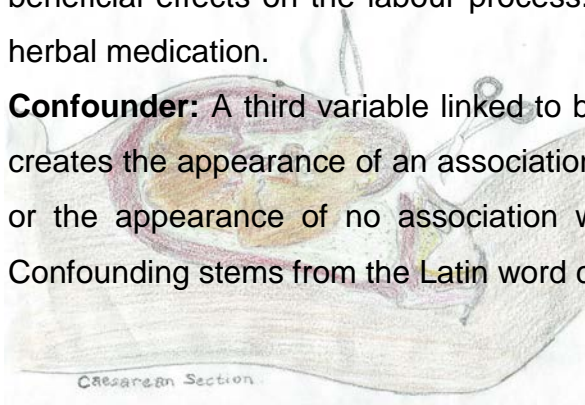 beneficial effects on the labour process.
herbal medication.
Confounder: A third variable linked to b
creates the appearance of an association
or the appearance of no association w
Confounding stems from the Latin word c
Caesarean Section.